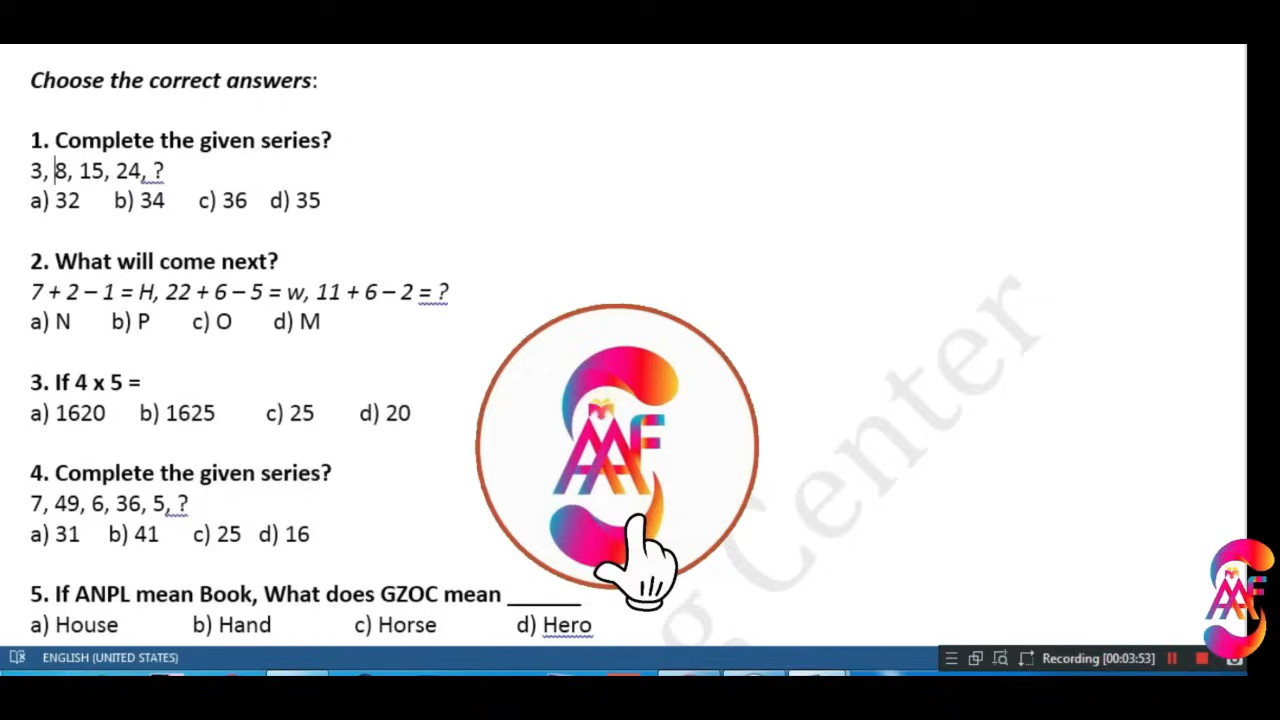 Choose the correct answers:
1. Complete the given series?
3, 8, 15, 24, ?
a) 32 b) 34 c) 36 d) 35
2. What will come next?
7 + 2 – 1 = H, 22 + 6 – 5 = w, 11 + 6 – 2 = ?
a) N b) P c) O d) M
3. If 4 x 5 =
a) 1620 b) 1625 c) 25 d) 20
4. Complete the given series?
7, 49, 6, 36, 5, ?
a) 31 b) 41 c) 25 d) 16
5. If ANPL mean Book, What does GZOC mean ______
a) House b) Hand c) Horse d) Hero
Center
ENGLISH (UNITED STATES)
Recording [00:03:53]